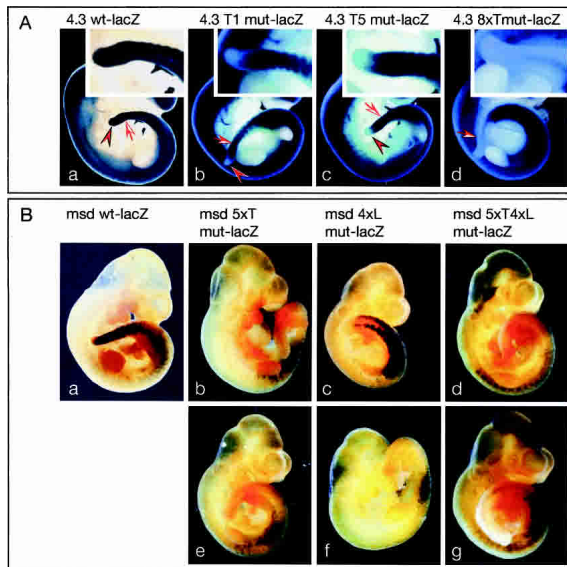 A
4.3 wt-lacZ 4.3 T1 mut-lacZ 4.3 T5 mut-lacZ 4.3 8xTmut-lacZ
a b c d
B
msd wt-lacZ msd 5xT msd 4xL msd 5xT4xL
mut-lacZ mut-lacZ mut-lacZ
a b c d
e f g